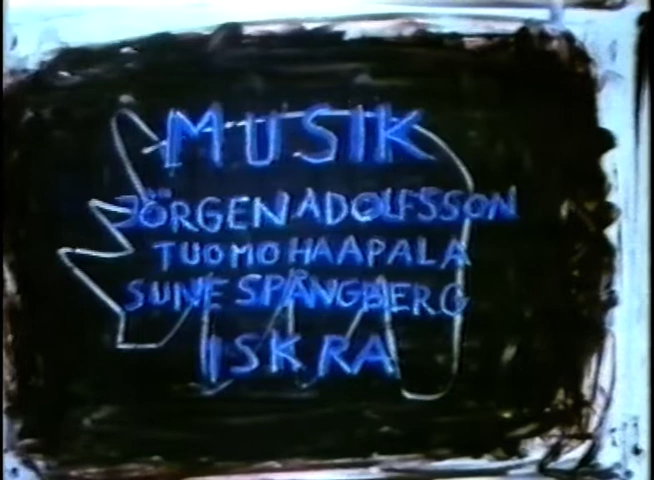 MUSIK
JÖRGEN ADOLFSSON
TUOMO HAAPALA
SUNE SPÅNGBERG
ISKRA